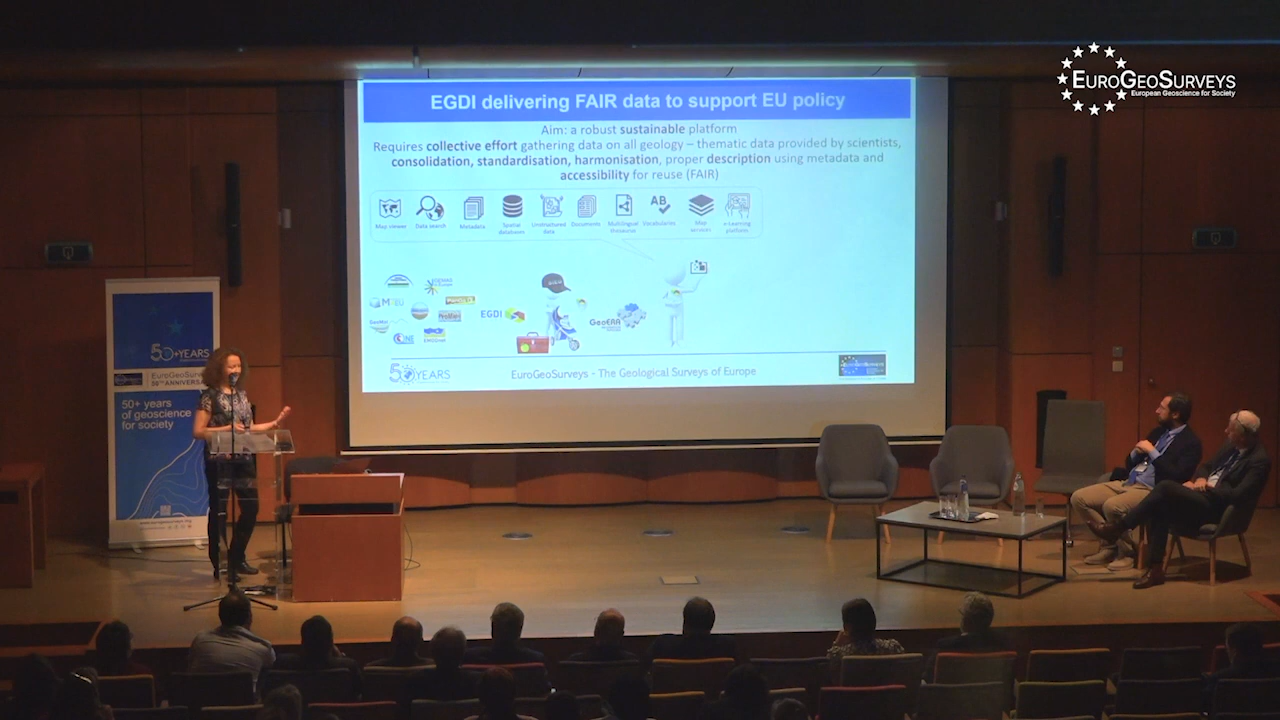 EUROGEOSURVEYS
European Geoscience for Society
EGDI delivering FAIR data to support EU policy
Aim: a robust sustainable platform
Requires collective effort gathering data on all geology – thematic data provided by scientists,
consolidation, standardisation, harmonisation, proper description using metadata and
accessibility for reuse (FAIR)
Map viewer
Data search
Metadata
Spatial databases
Unstructured data
Documents
Multilingual thesaurus
AB
Vocabularies
Map services
e-Learning platform
EGDI
GeoERA
50 YEARS
EuroGeoSurveys - The Geological Surveys of Europe
50+YEARS
EuroGeoSurveys
50TH ANNIVERSARY
50+ years
of geoscience
for society